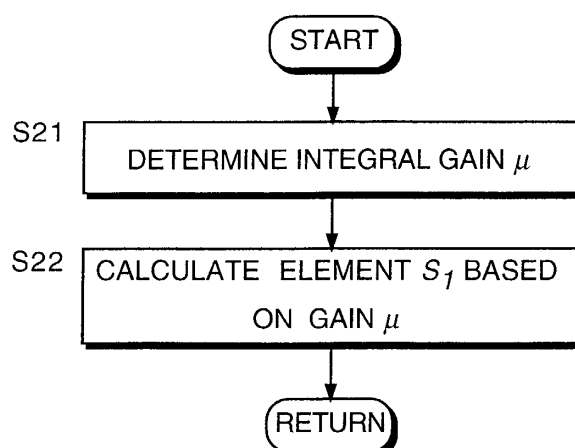 START
S21
DETERMINE INTEGRAL GAIN μ
S22
CALCULATE ELEMENT S1 BASED
ON GAIN μ
RETURN